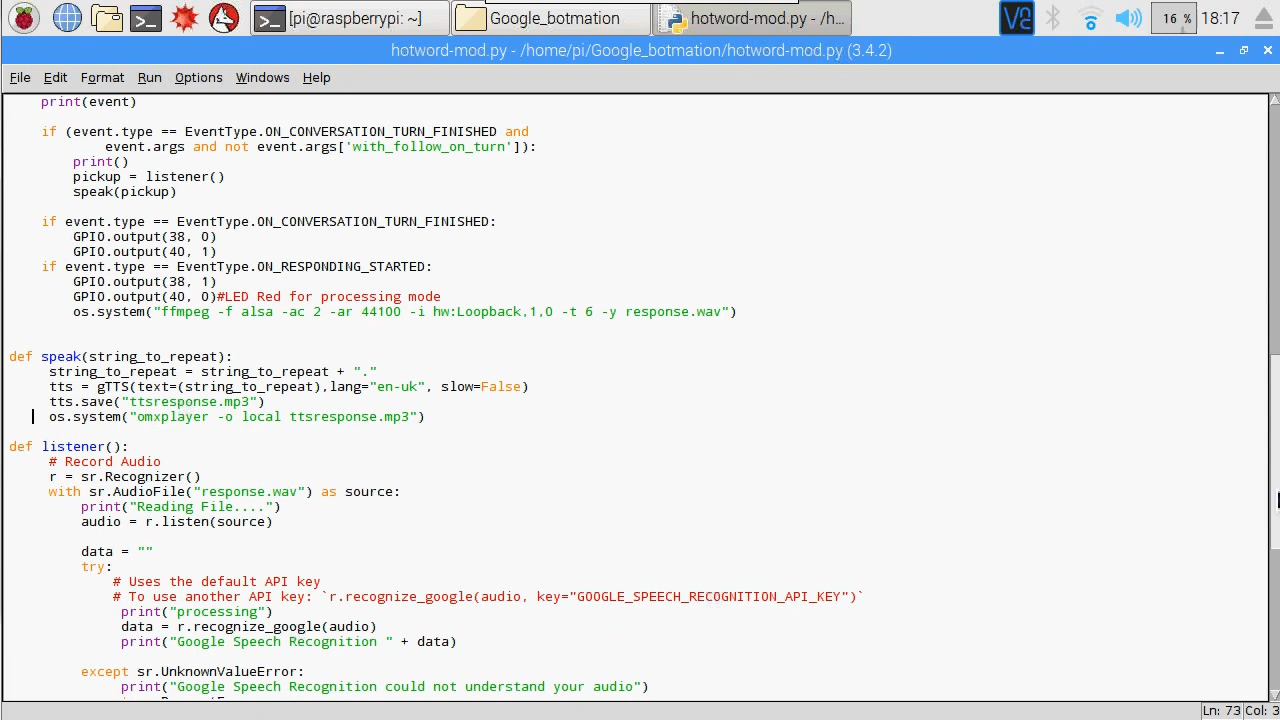 [pi@raspberrypi: ~]
Google_botmation
hotword-mod.py - /h...
16 %
18:17
hotword-mod.py - /home/pi/Google_botmation/hotword-mod.py (3.4.2)
File Edit Format Run Options Windows Help
print(event)
if (event.type == EventType.ON_CONVERSATION_TURN_FINISHED and
event.args and not event.args['with_follow_on_turn']):
print()
pickup = listener()
speak(pickup)
if event.type == EventType.ON_CONVERSATION_TURN_FINISHED:
GPIO.output(38, 0)
GPIO.output(40, 1)
if event.type == EventType.ON_RESPONDING_STARTED:
GPIO.output(38, 1)
GPIO.output(40, 0)#LED Red for processing mode
os.system("ffmpeg -f alsa -ac 2 -ar 44100 -i hw:Loopback,1,0 -t 6 -y response.wav")
def speak(string_to_repeat):
string_to_repeat = string_to_repeat + "."
tts = gTTS(text=(string_to_repeat),lang="en-uk", slow=False)
tts.save("ttsresponse.mp3")
os.system("omxplayer -o local ttsresponse.mp3")
def listener():
# Record Audio
r = sr.Recognizer()
with sr.AudioFile("response.wav") as source:
print("Reading File....")
audio = r.listen(source)
data = ""
try:
# Uses the default API key
# To use another API key: `r.recognize_google(audio, key="GOOGLE_SPEECH_RECOGNITION_API_KEY")`
print("processing")
data = r.recognize_google(audio)
print("Google Speech Recognition " + data)
except sr.UnknownValueError:
print("Google Speech Recognition could not understand your audio")
Ln: 73 Col: 3